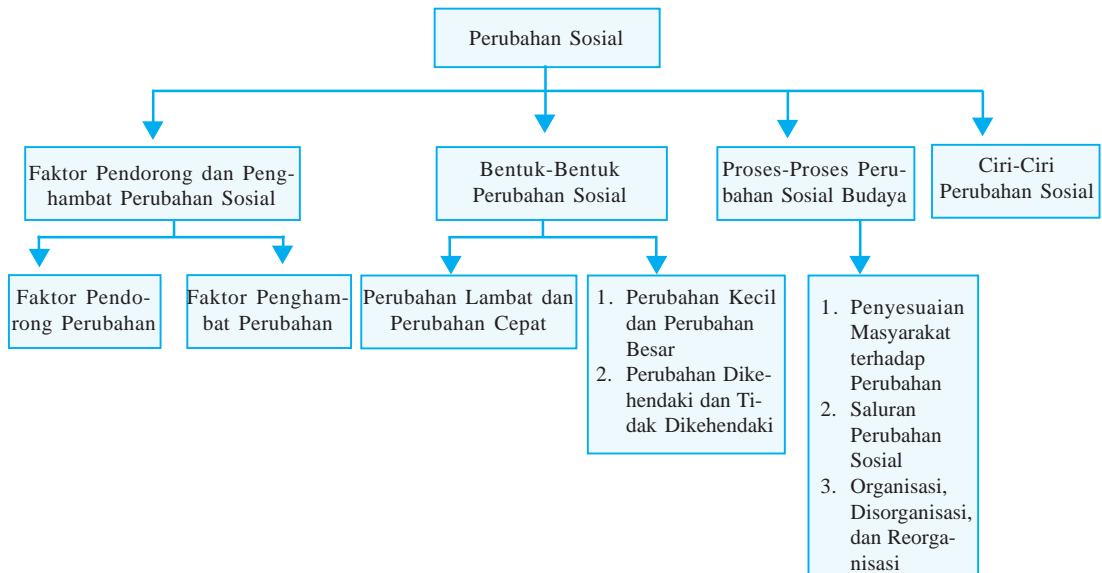 Perubahan Sosial
Faktor Pendorong dan Peng-
hambat Perubahan Sosial
Bentuk-Bentuk
Perubahan Sosial
Proses-Proses Peru-
bahan Sosial Budaya
Ciri-Ciri
Perubahan Sosial
Faktor Pendo-
rong Perubahan
Faktor Pengham-
bat Perubahan
Perubahan Lambat dan
Perubahan Cepat
1. Perubahan Kecil
dan Perubahan
Besar
2. Perubahan Dike-
hendaki dan Ti-
dak Dikehendaki
1. Penyesuaian
Masyarakat
terhadap
Perubahan
2. Saluran
Perubahan
Sosial
3. Organisasi,
Disorganisasi,
dan Reorga-
nisasi